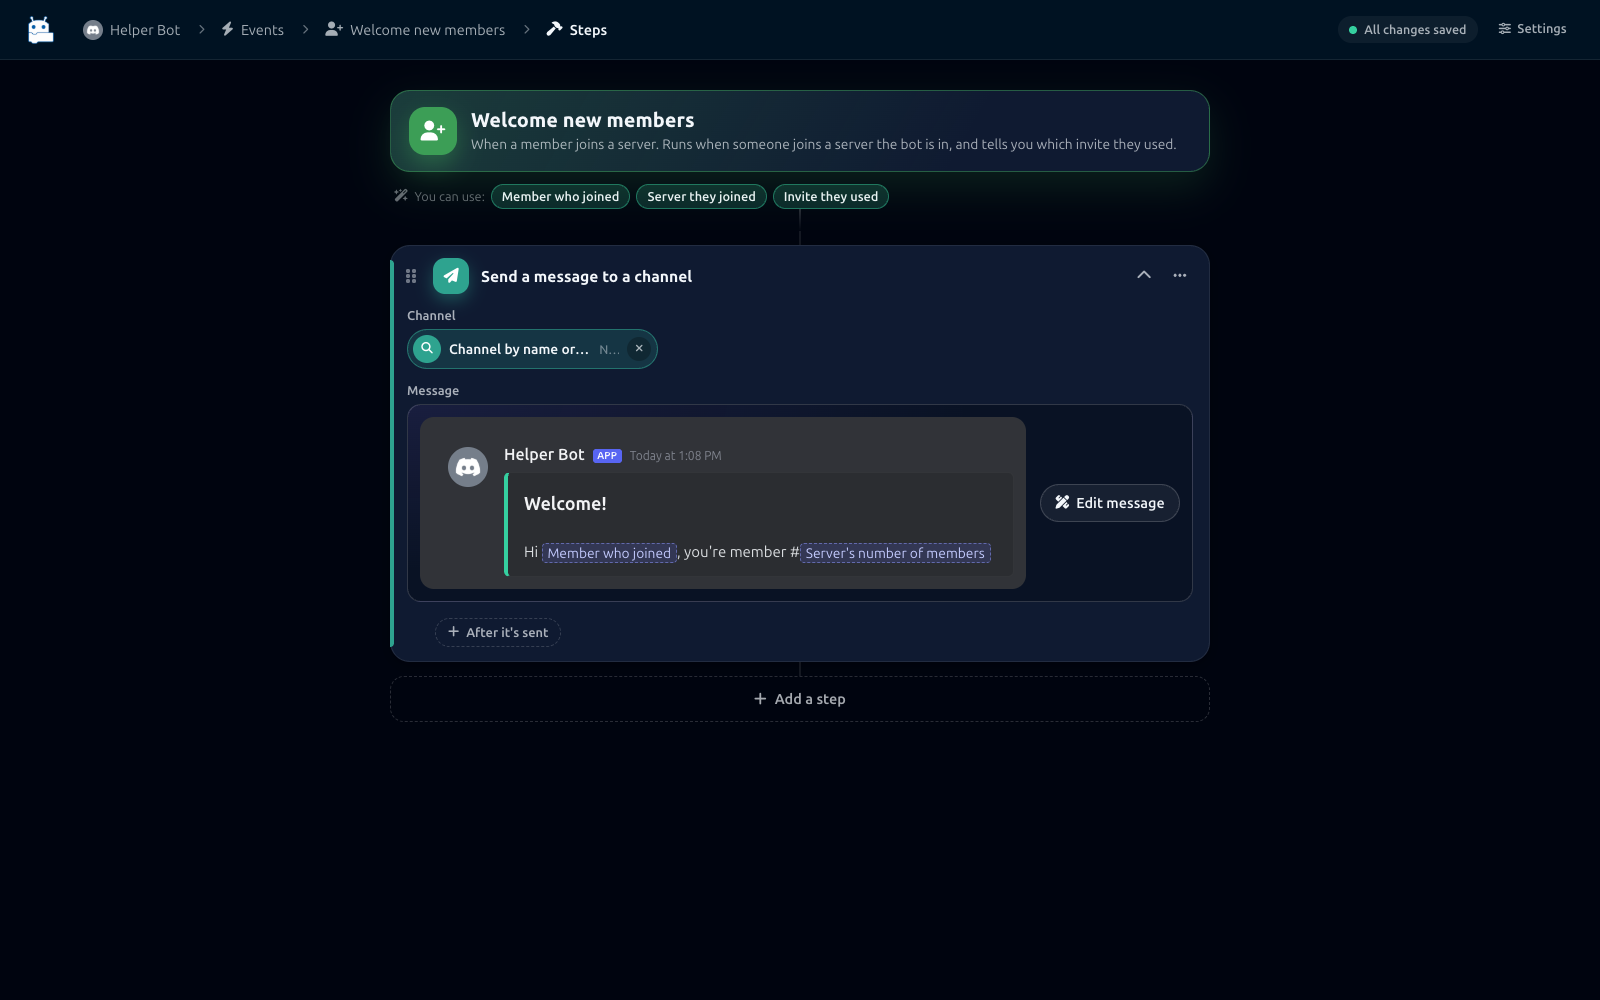 Helper Bot > Events > Welcome new members > Steps
All changes saved
Settings
Welcome new members
When a member joins a server. Runs when someone joins a server the bot is in, and tells you which invite they used.
You can use: Member who joined Server they joined Invite they used
Send a message to a channel
Channel
Channel by name or... N...
Message
Helper Bot APP Today at 1:08 PM
Welcome!
Hi Member who joined, you're member #Server's number of members
Edit message
+ After it's sent
+ Add a step